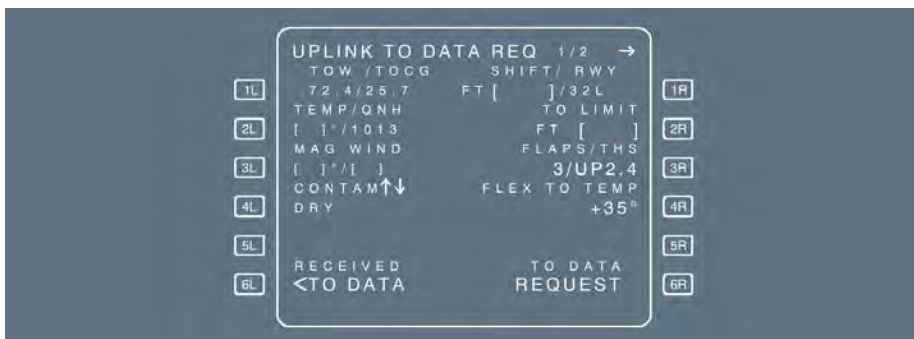 UPLINK TO DATA REQ 1/2 →
TOW /TOCG SHIFT/ RWY
1L 72.4/25.7 FT [ ]/32L 1R
TEMP/QNH TO LIMIT
2L [ ]°/1013 FT [ ] 2R
MAG WIND FLAPS/THS
3L [ ]°/[ ] 3/UP2.4 3R
CONTAM↑↓ FLEX TO TEMP
4L DRY +35° 4R
5L 5R
RECEIVED TO DATA
6L <TO DATA REQUEST 6R